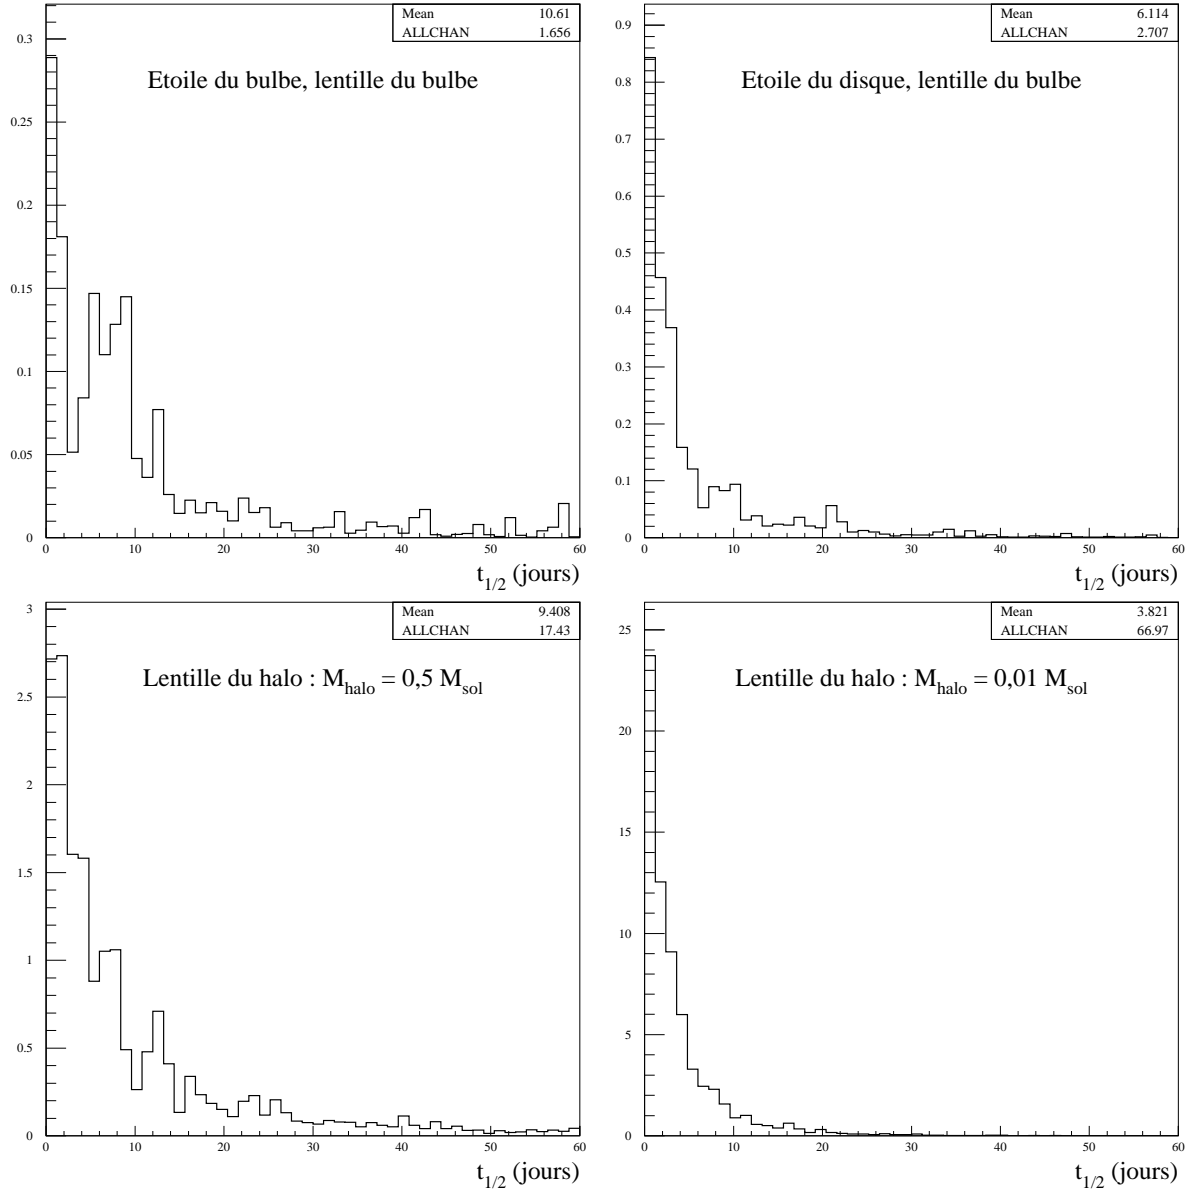 Mean 10.61
ALLCHAN 1.656
Etoile du bulbe, lentille du bulbe
0.3
0.25
0.2
0.15
0.1
0.05
0
0 10 20 30 40 50 60
t1/2 (jours)
Mean 6.114
ALLCHAN 2.707
Etoile du disque, lentille du bulbe
0.9
0.8
0.7
0.6
0.5
0.4
0.3
0.2
0.1
0
0 10 20 30 40 50 60
t1/2 (jours)
Mean 9.408
ALLCHAN 17.43
Lentille du halo : Mhalo = 0,5 Msol
3
2.5
2
1.5
1
0.5
0
0 10 20 30 40 50 60
t1/2 (jours)
Mean 3.821
ALLCHAN 66.97
Lentille du halo : Mhalo = 0,01 Msol
25
20
15
10
5
0
0 10 20 30 40 50 60
t1/2 (jours)